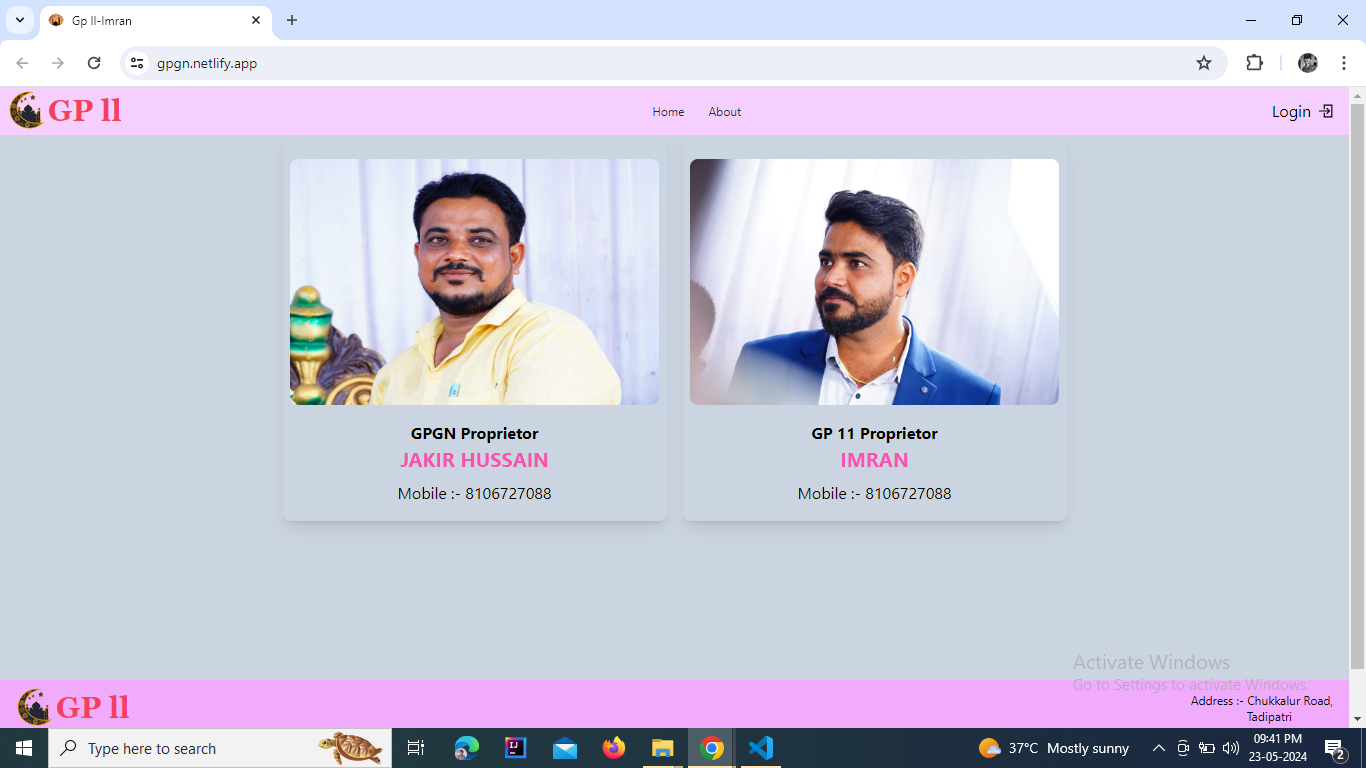 Gp ll-Imran
gpgn.netlify.app
GP ll
Home
About
Login
GPGN Proprietor
JAKIR HUSSAIN
Mobile :- 8106727088
GP 11 Proprietor
IMRAN
Mobile :- 8106727088
Activate Windows
Go to Settings to activate Windows.
GP ll
Address :- Chukkalur Road,
Tadipatri
Type here to search
37°C Mostly sunny
09:41 PM
23-05-2024
2